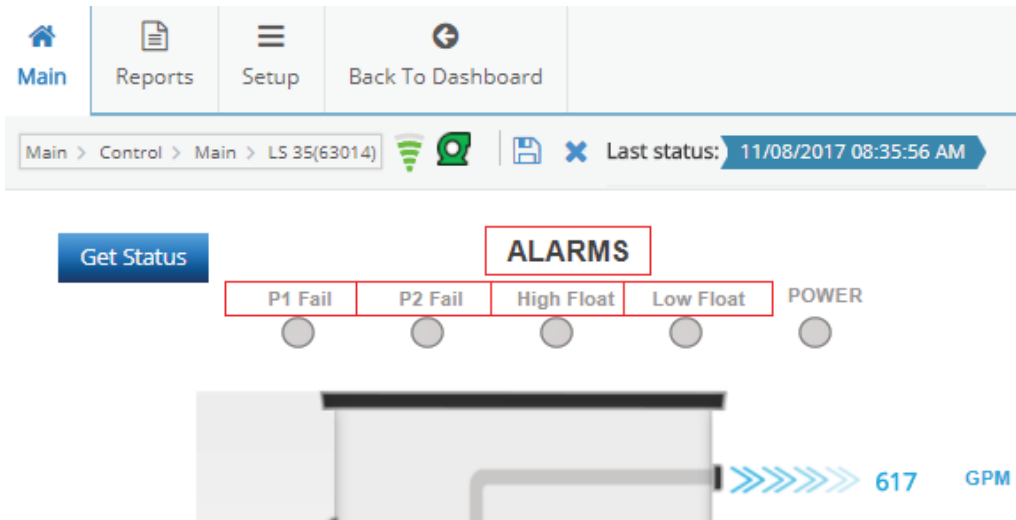 Main Reports Setup Back To Dashboard
Main > Control > Main > LS 35(63014) Last status: 11/08/2017 08:35:56 AM
Get Status
ALARMS
P1 Fail P2 Fail High Float Low Float POWER
617 GPM